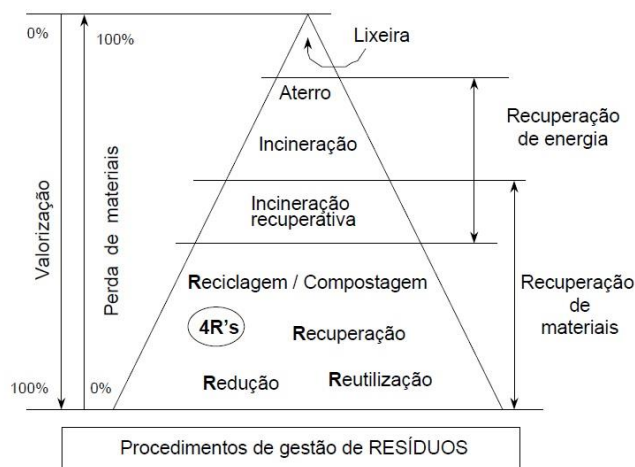 0%
100%
Lixeira
Aterro
Incineração
Recuperação
de energia
Incineração
recuperativa
Valorização
Perda de materiais
Reciclagem / Compostagem
4R's
Recuperação
Recuperação
de
materiais
Redução
Reutilização
100%
0%
Procedimentos de gestão de RESÍDUOS